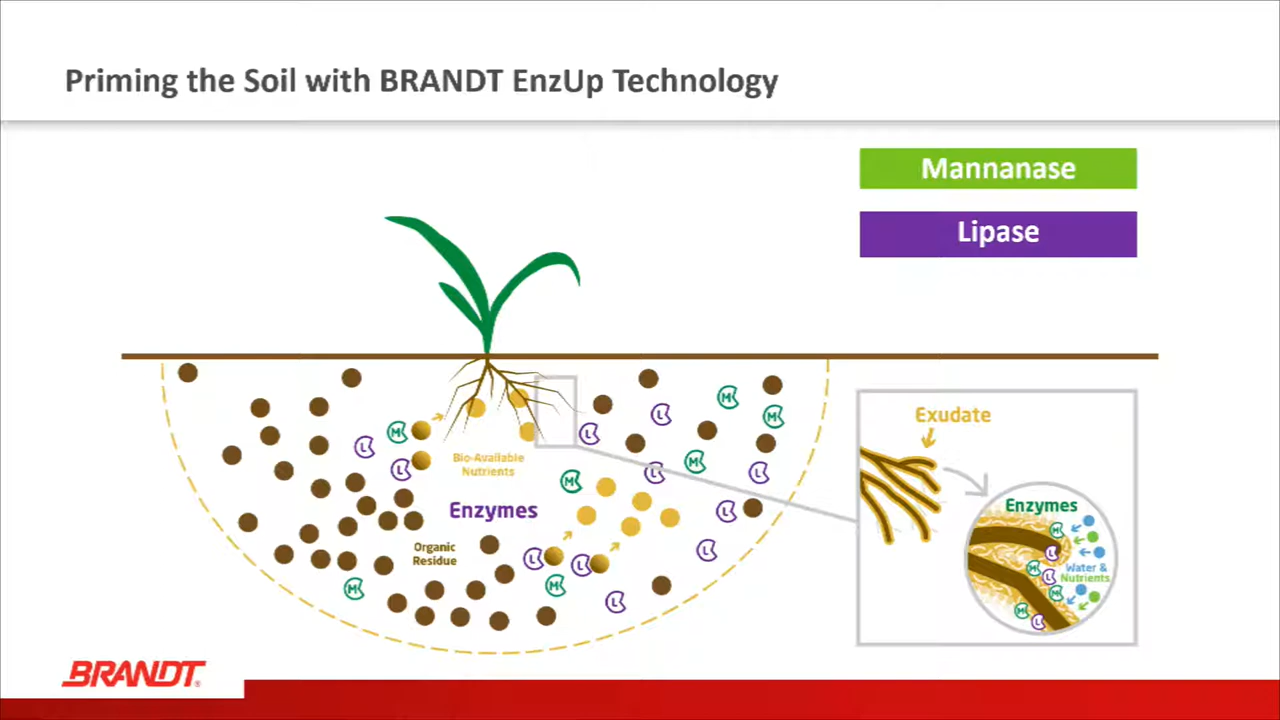 Priming the Soil with BRANDT EnzUp Technology
Mannanase
Lipase
M
M
M
L
L
L
L
L
L
M
M
L
L
L
L
M
M
L
Bio-Available
Nutrients
Enzymes
Organic
Residue
Exudate
Enzymes
M
L
M
L
M
M
L
Water &
Nutrients
BRANDT®